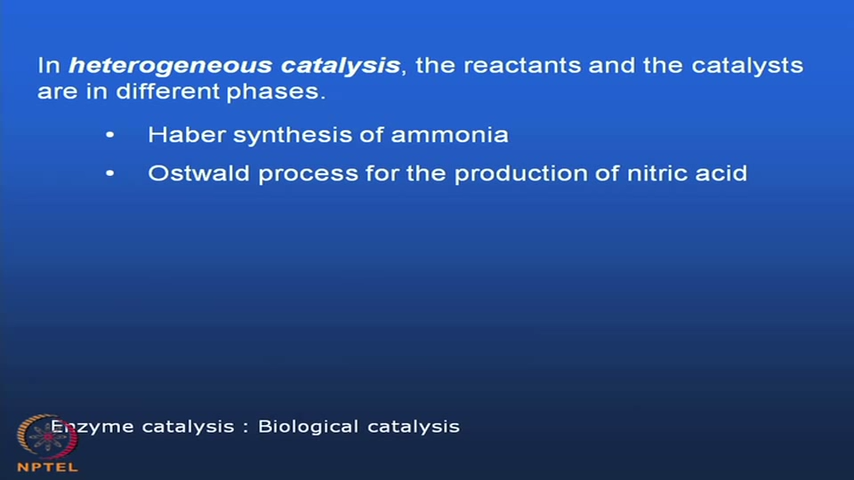 In heterogeneous catalysis, the reactants and the catalysts
are in different phases.
• Haber synthesis of ammonia
• Ostwald process for the production of nitric acid
Enzyme catalysis : Biological catalysis
NPTEL